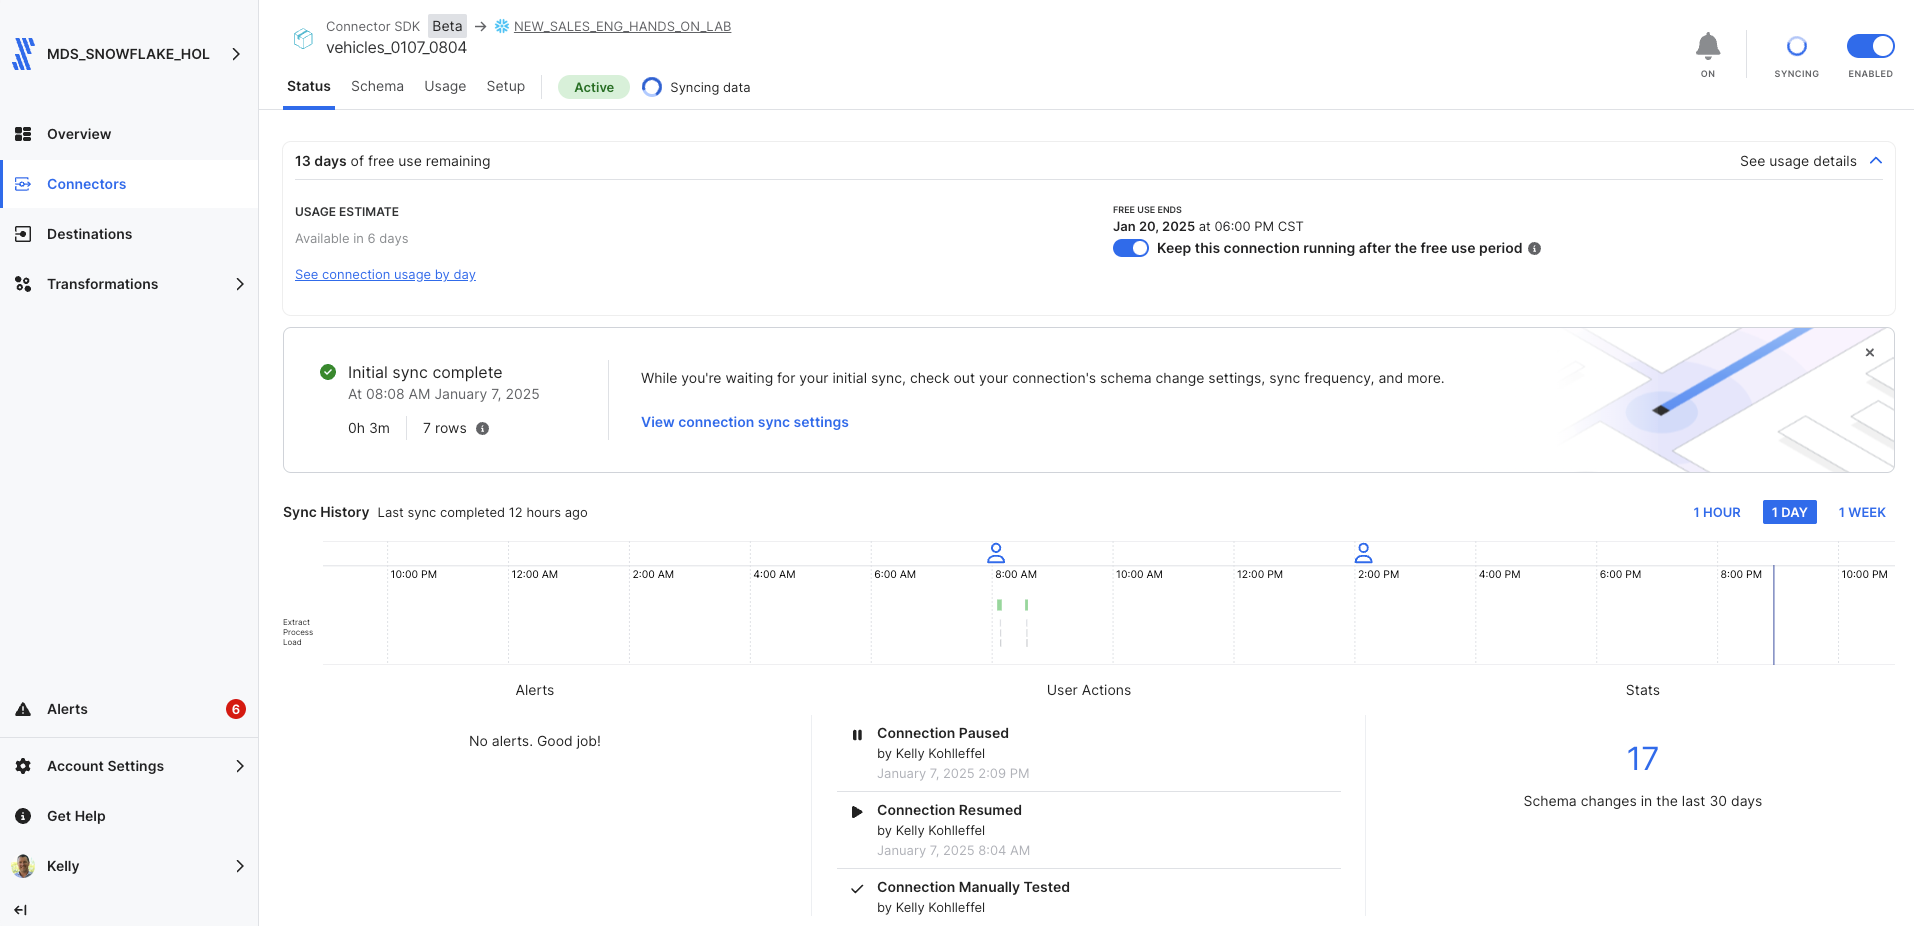 MDS_SNOWFLAKE_HOL
Overview
Connectors
Destinations
Transformations
Alerts
6
Account Settings
Get Help
Kelly
Connector SDK Beta → NEW_SALES_ENG_HANDS_ON_LAB
vehicles_0107_0804
ON
SYNCING
ENABLED
Status Schema Usage Setup Active Syncing data
13 days of free use remaining
See usage details
USAGE ESTIMATE
Available in 6 days
See connection usage by day
FREE USE ENDS
Jan 20, 2025 at 06:00 PM CST
Keep this connection running after the free use period
Initial sync complete
At 08:08 AM January 7, 2025
0h 3m 7 rows
While you're waiting for your initial sync, check out your connection's schema change settings, sync frequency, and more.
View connection sync settings
Sync History Last sync completed 12 hours ago
1 HOUR 1 DAY 1 WEEK
10:00 PM 12:00 AM 2:00 AM 4:00 AM 6:00 AM 8:00 AM 10:00 AM 12:00 PM 2:00 PM 4:00 PM 6:00 PM 8:00 PM 10:00 PM
Extract
Process
Load
Alerts
No alerts. Good job!
User Actions
Connection Paused
by Kelly Kohlleffel
January 7, 2025 2:09 PM
Connection Resumed
by Kelly Kohlleffel
January 7, 2025 8:04 AM
Connection Manually Tested
by Kelly Kohlleffel
Stats
17
Schema changes in the last 30 days